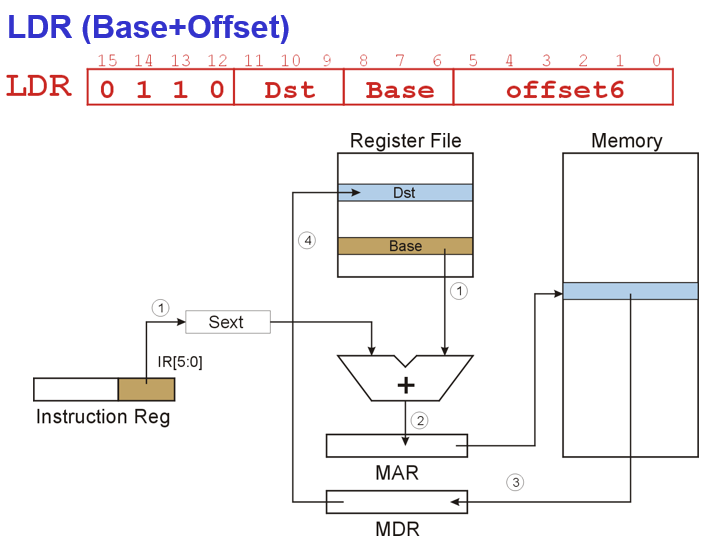 LDR (Base+Offset)
15 14 13 12 11 10 9 8 7 6 5 4 3 2 1 0
LDR 0 1 1 0 Dst Base offset6
Register File Memory
Dst
4
Base
1
1
Sext
IR[5:0]
+
Instruction Reg
2
MAR
3
MDR